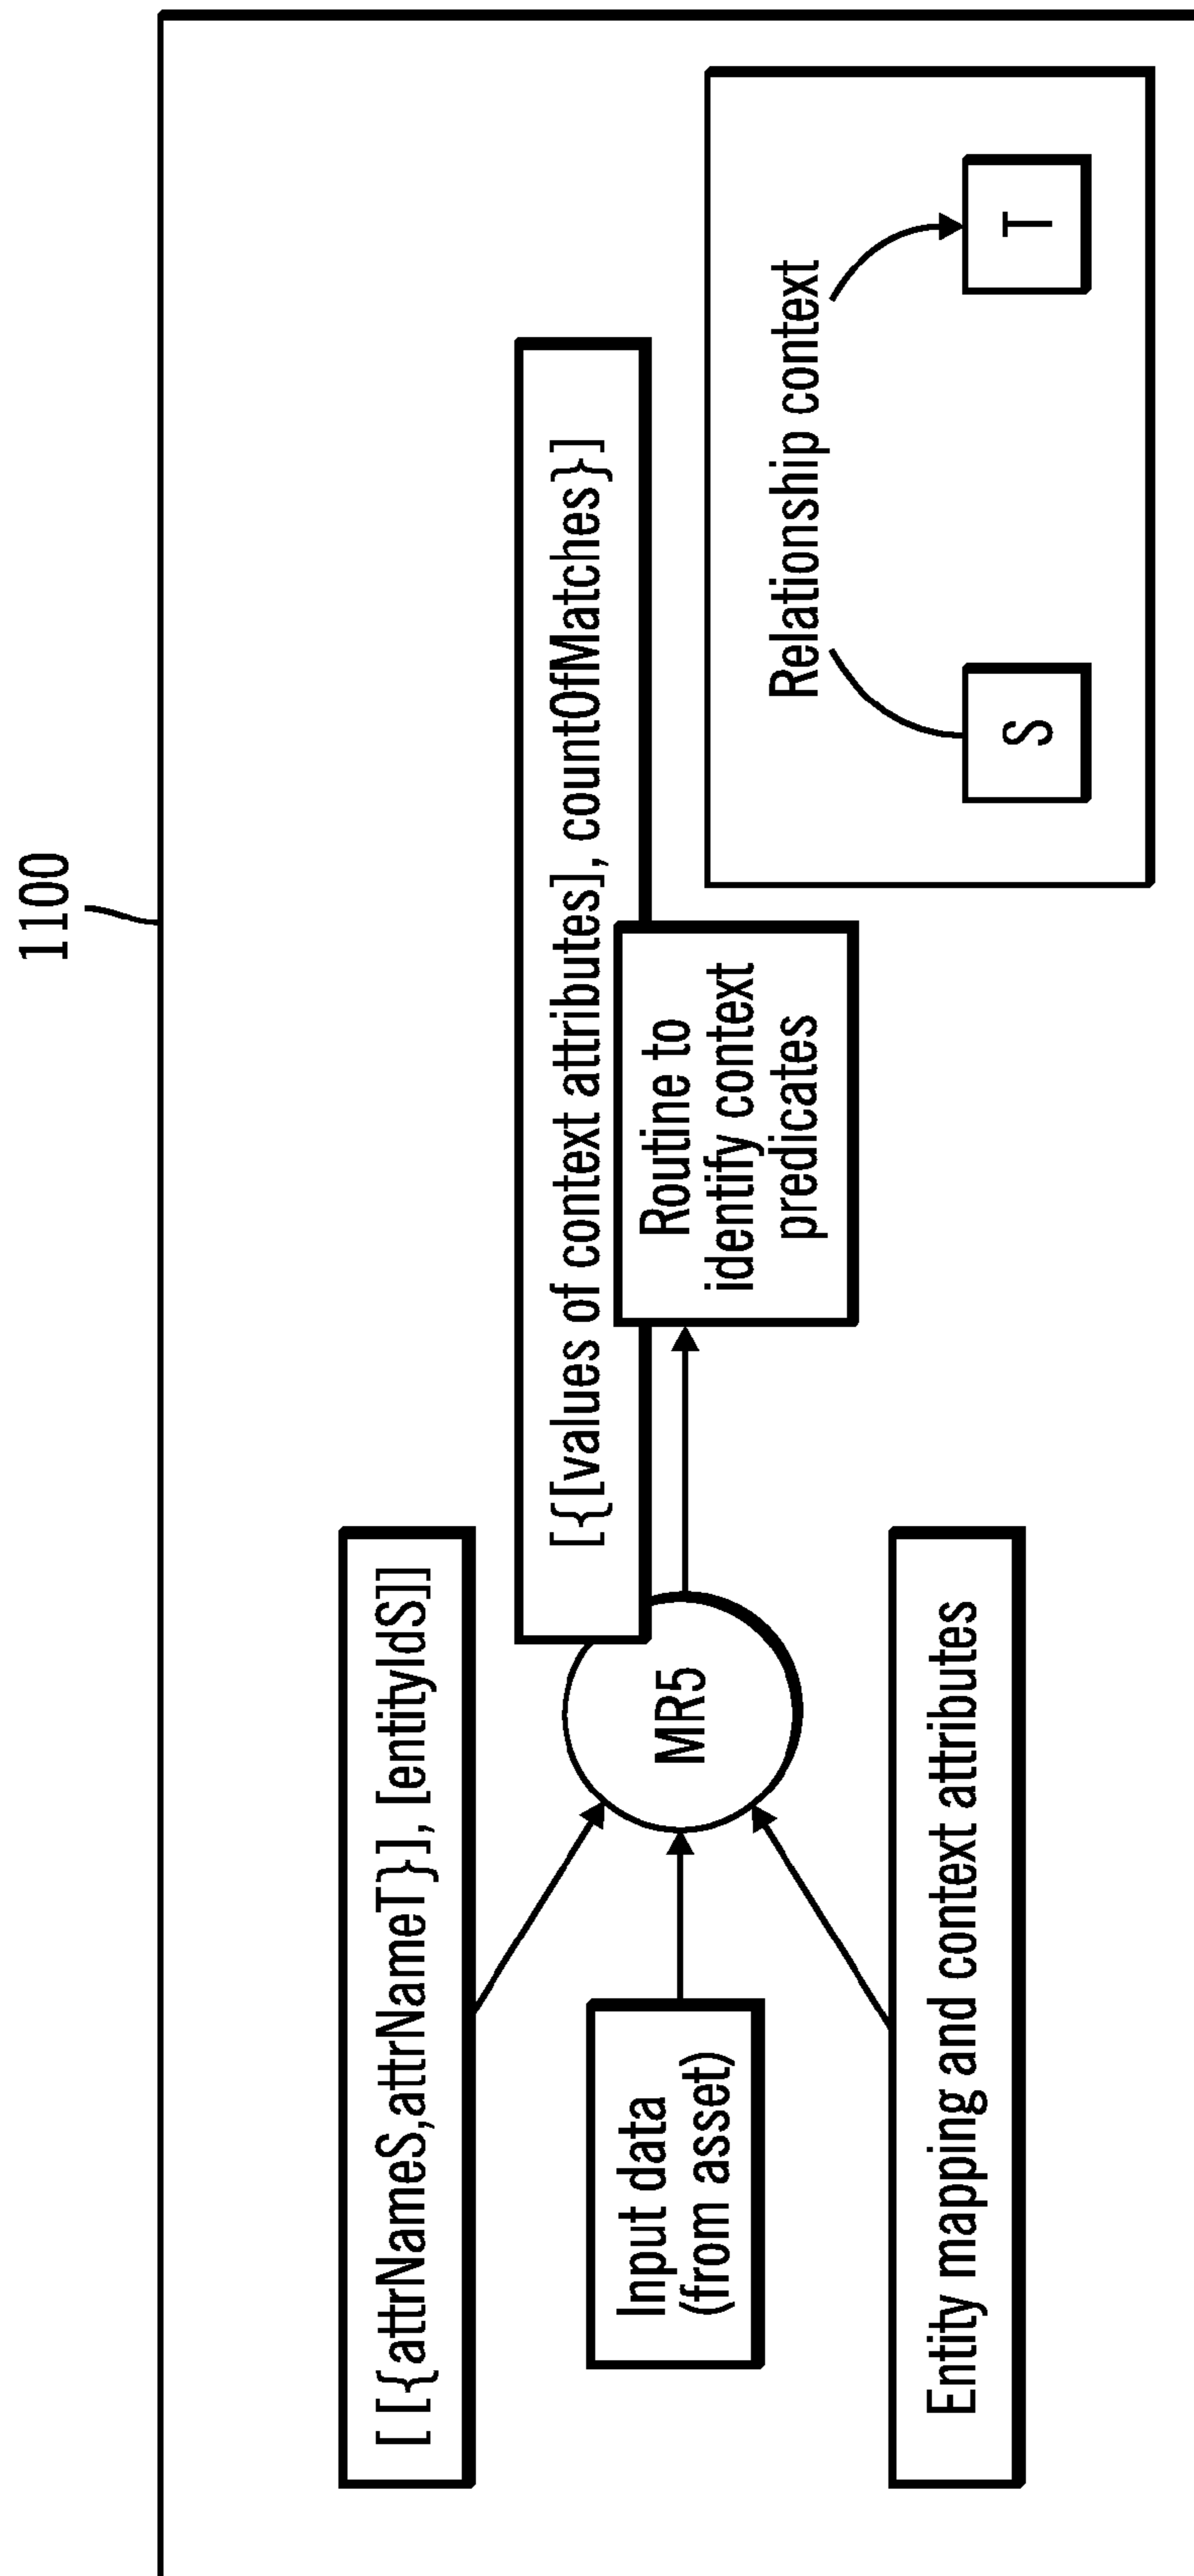 1100
[ [{attrNameS,attrNameT}], [entityIdS]]
Input data
(from asset)
Entity mapping and context attributes
MR5
[{[values of context attributes], countOfMatches}]
Routine to
identify context
predicates
Relationship context
S
T